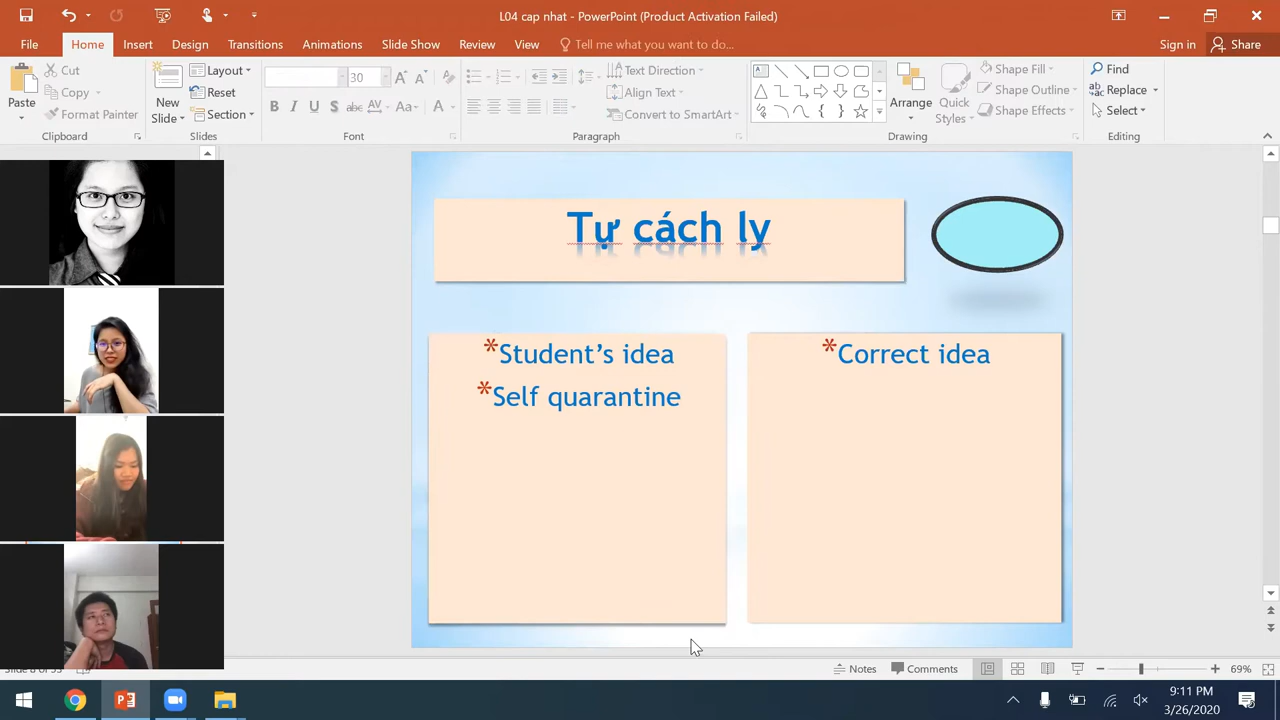 L04 cap nhat - PowerPoint (Product Activation Failed)
File Home Insert Design Transitions Animations Slide Show Review View Tell me what you want to do... Sign in Share
Paste
Cut
Copy
Format Painter
Clipboard
New Slide
Layout
Reset
Section
Slides
30
B I U S abc AV Aa A
Font
Text Direction
Align Text
Convert to SmartArt
Paragraph
Arrange
Quick Styles
Shape Fill
Shape Outline
Shape Effects
Drawing
Find
Replace
Select
Editing
Tự cách ly
*Student's idea
*Self quarantine
*Correct idea
Notes Comments 69%
9:11 PM
3/26/2020